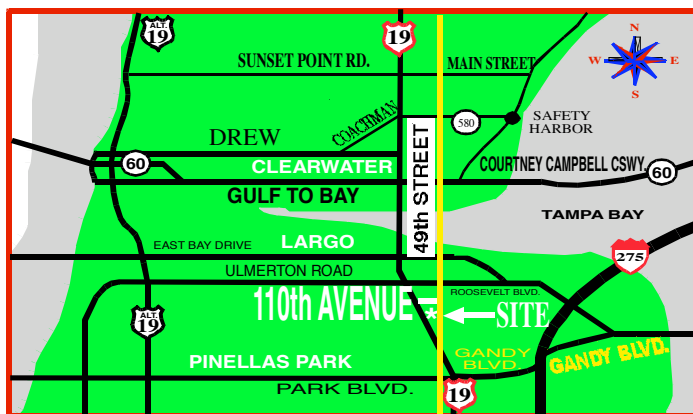 ALT.
19
19
N
W E
S
SUNSET POINT RD.
MAIN STREET
COACHMAN
580
SAFETY
HARBOR
DREW
60
CLEARWATER
49th STREET
COURTNEY CAMPBELL CSWY.
60
GULF TO BAY
TAMPA BAY
EAST BAY DRIVE
LARGO
275
ULMERTON ROAD
ROOSEVELT BLVD.
110th AVENUE
*
SITE
ALT.
19
PINELLAS PARK
GANDY
BLVD.
GANDY BLVD.
PARK BLVD.
19